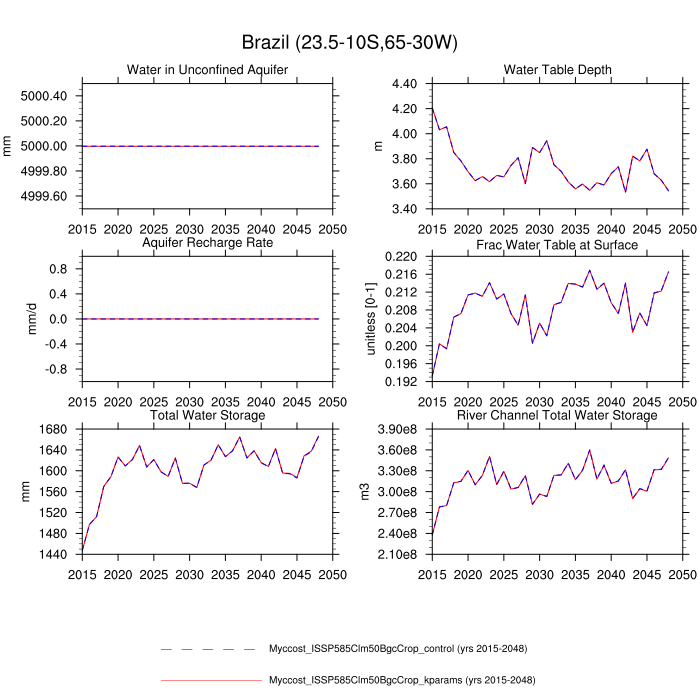 Brazil (23.5-10S,65-30W)
Water in Unconfined Aquifer
mm
5000.40
5000.20
5000.00
4999.80
4999.60
2015 2020 2025 2030 2035 2040 2045 2050
Water Table Depth
m
4.40
4.20
4.00
3.80
3.60
3.40
2015 2020 2025 2030 2035 2040 2045 2050
Aquifer Recharge Rate
mm/d
0.8
0.4
0.0
-0.4
-0.8
2015 2020 2025 2030 2035 2040 2045 2050
Frac Water Table at Surface
unitless [0-1]
0.220
0.216
0.212
0.208
0.204
0.200
0.196
0.192
2015 2020 2025 2030 2035 2040 2045 2050
Total Water Storage
mm
1680
1640
1600
1560
1520
1480
1440
2015 2020 2025 2030 2035 2040 2045 2050
River Channel Total Water Storage
m3
3.90e8
3.60e8
3.30e8
3.00e8
2.70e8
2.40e8
2.10e8
2015 2020 2025 2030 2035 2040 2045 2050
Myccost_ISSP585Clm50BgcCrop_control (yrs 2015-2048)
Myccost_ISSP585Clm50BgcCrop_kparams (yrs 2015-2048)